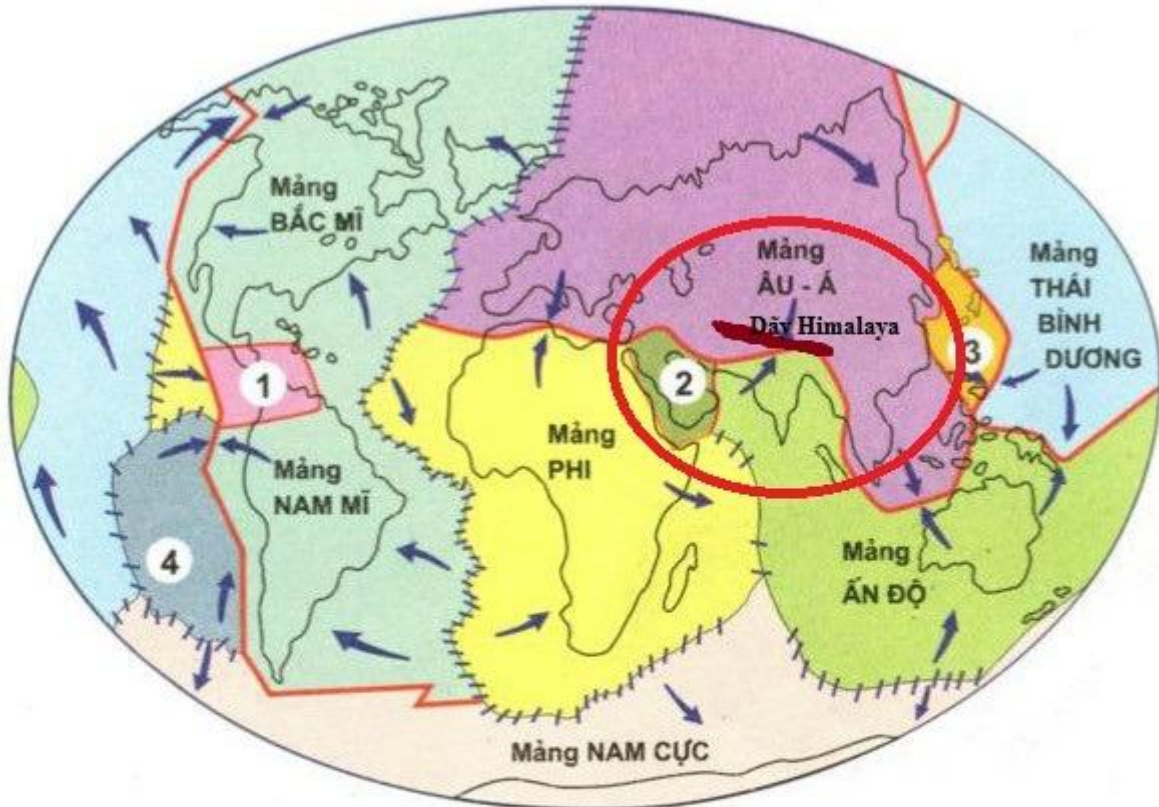 Mảng
BẮC MĨ
Mảng
ÂU - Á
Dãy Himalaya
Mảng
THÁI
BÌNH
DƯƠNG
1
2
3
Mảng
NAM MĨ
Mảng
PHI
4
Mảng
ẤN ĐỘ
Mảng NAM CỰC